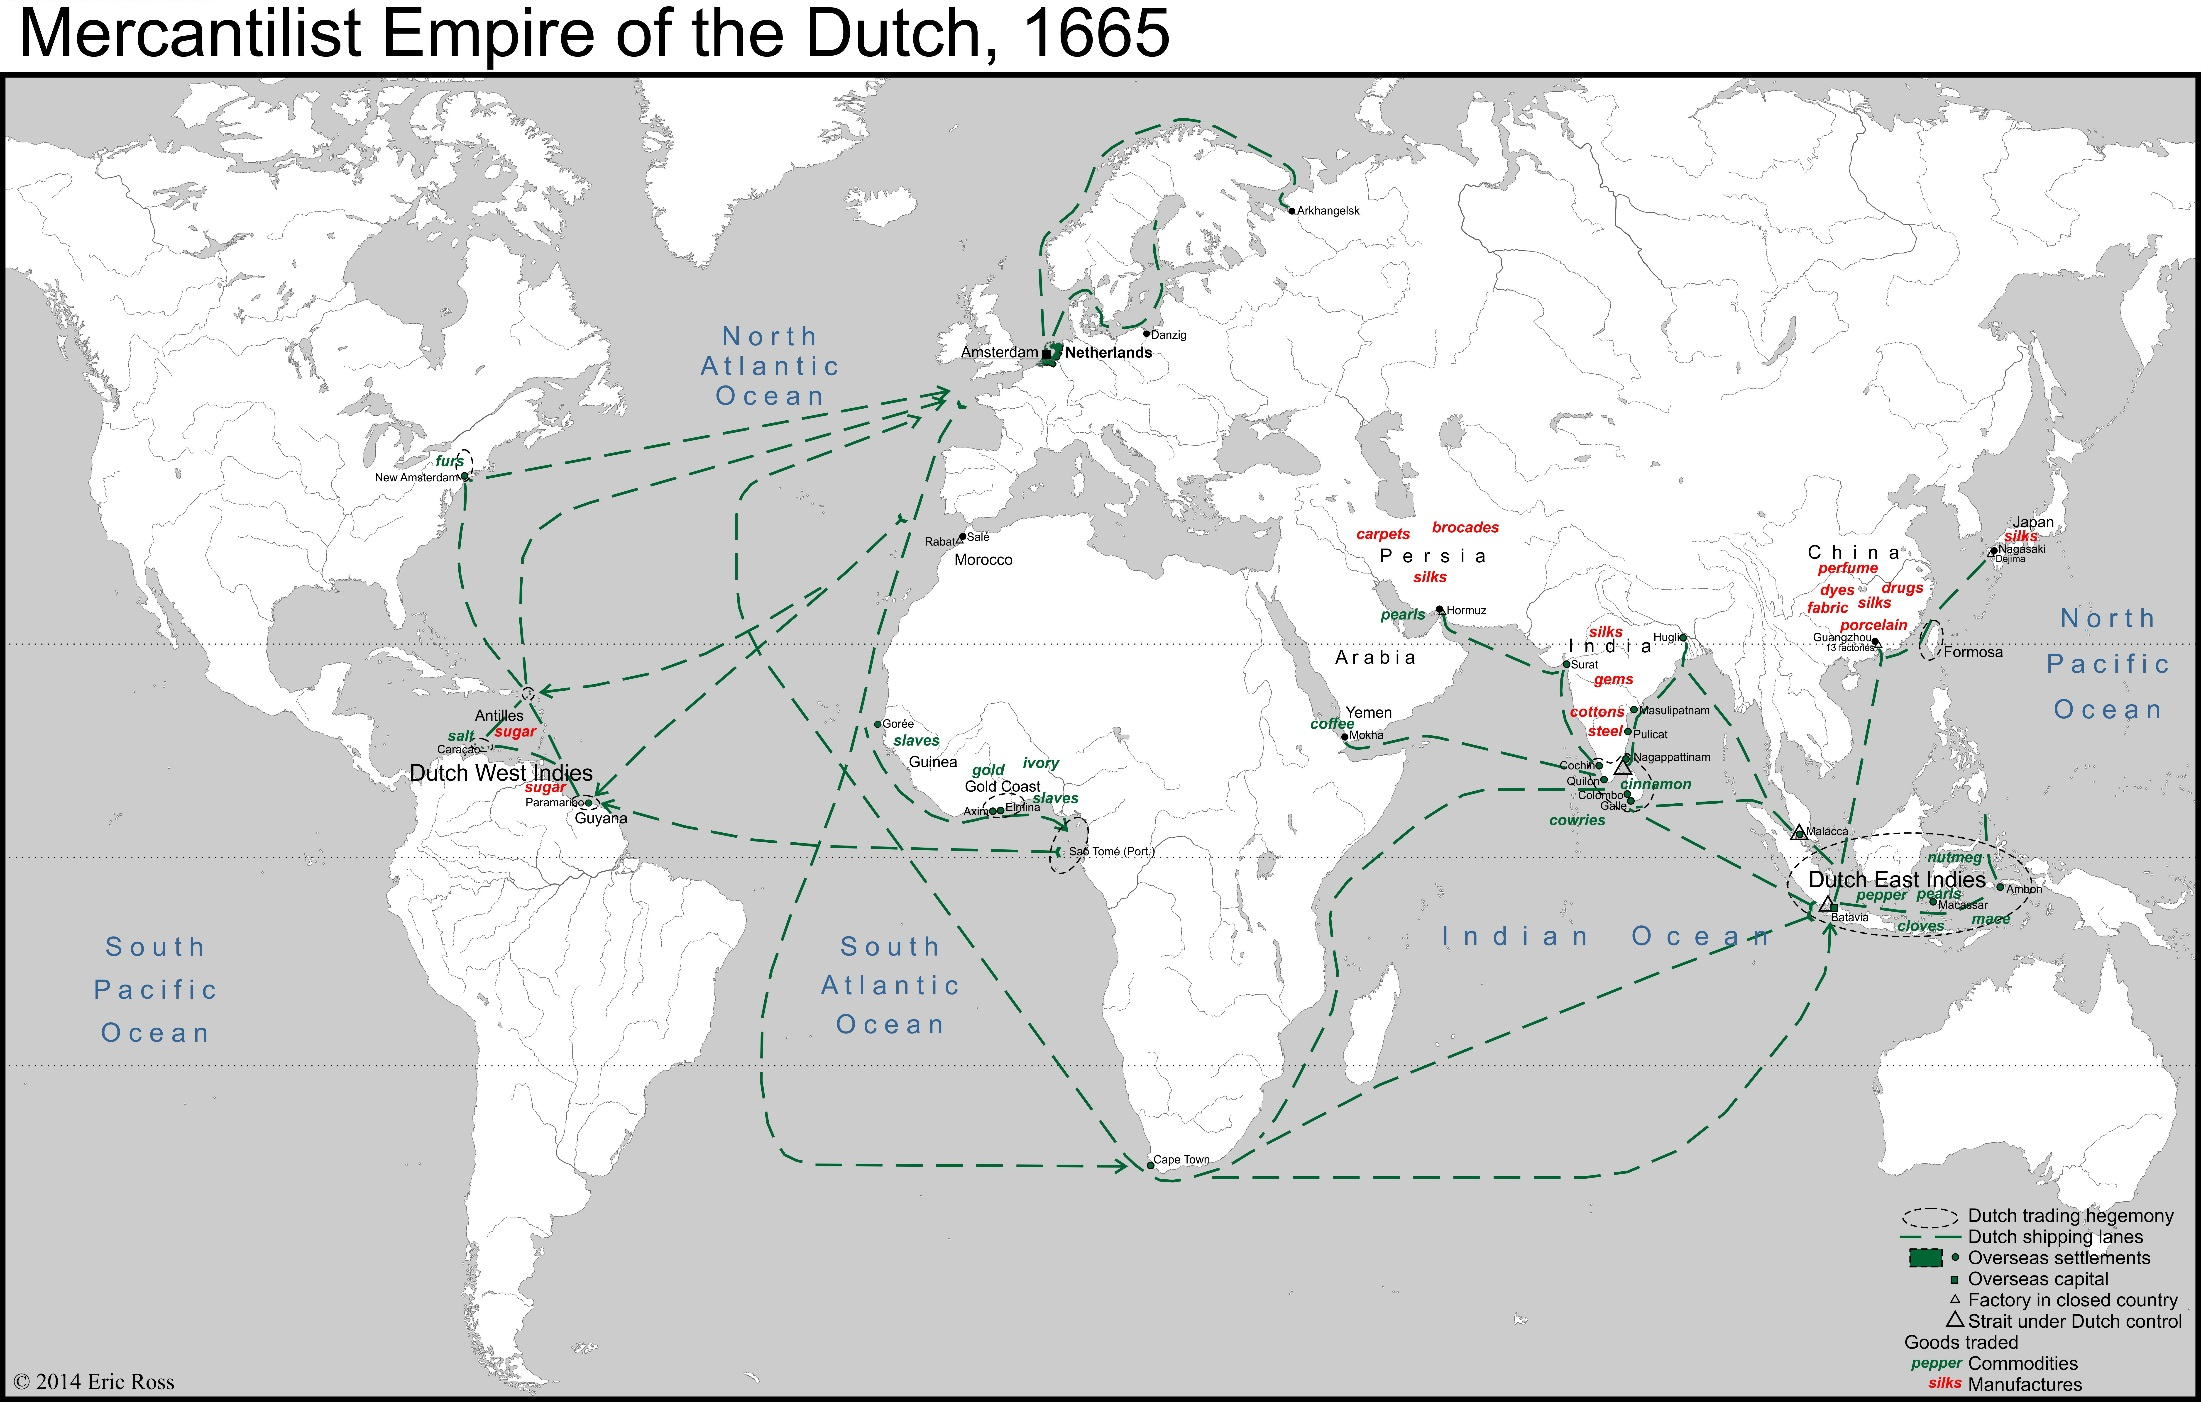 Mercantilist Empire of the Dutch, 1665
Arkhangelsk
North
Atlantic
Ocean
Danzig
Amsterdam
Netherlands
furs
New Amsterdam
Rabat
Salé
Morocco
carpets
brocades
Persia
silks
pearls
Hormuz
Arabia
Japan
silks
Nagasaki
Dejima
China
perfume
dyes
drugs
fabric
silks
porcelain
Guangzhou
13 factories
Formosa
North
Pacific
Ocean
silks
India
Hugli
Surat
gems
cottons
Masulipatnam
steel
Pulicat
Nagappattinam
Cochin
Quilon
cinnamon
Colombo
Galle
cowries
Yemen
coffee
Mokha
Antilles
salt
sugar
Caraçao
Dutch West Indies
sugar
Paramaribo
Guyana
Gorée
slaves
Guinea
gold
ivory
Gold Coast
slaves
Axim
Elmina
Saõ Tomé (Port.)
Malacca
nutmeg
Dutch East Indies
pepper
pearls
Ambon
Macassar
Batavia
mace
cloves
South
Pacific
Ocean
South
Atlantic
Ocean
Indian Ocean
Cape Town
Dutch trading hegemony
Dutch shipping lanes
Overseas settlements
Overseas capital
Factory in closed country
Strait under Dutch control
Goods traded
pepper Commodities
silks Manufactures
© 2014 Eric Ross